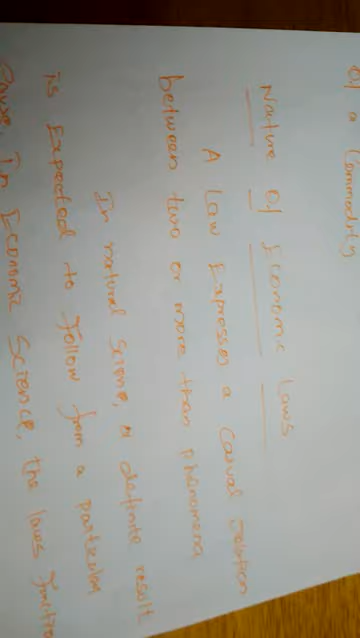 Of a Commodity
Nature Of Economic Laws
A Law Expresses a Causal relation
between two or more than phenomena
In natural science, a definite result
is Expected to follow from a particular
Cause. In Economic Science, the laws